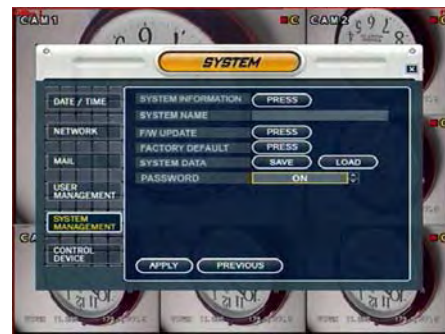 CAM1 C CAM2
SYSTEM
DATE / TIME
NETWORK
MAIL
USER MANAGEMENT
SYSTEM MANAGEMENT
CONTROL DEVICE
SYSTEM INFORMATION PRESS
SYSTEM NAME
F/W UPDATE PRESS
FACTORY DEFAULT PRESS
SYSTEM DATA SAVE LOAD
PASSWORD ON
APPLY PREVIOUS